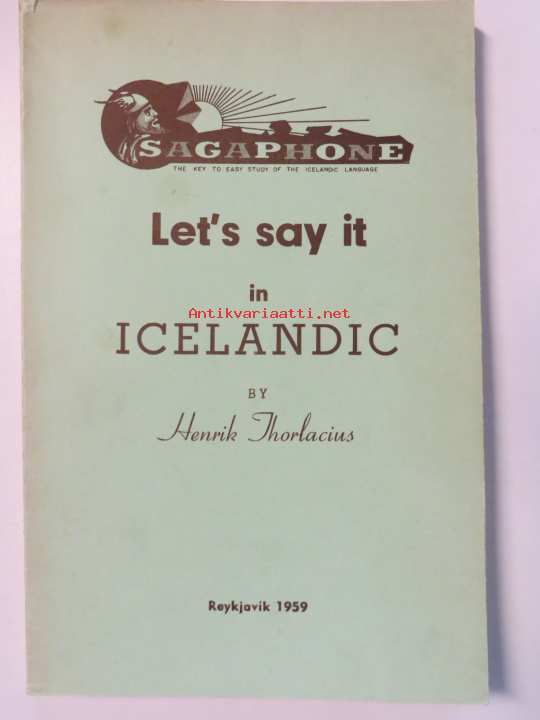 SAGAPHONE
THE KEY TO EASY STUDY OF THE ICELANDIC LANGUAGE
Let's say it
in
Antikvariaatti.net
ICELANDIC
BY
Henrik Thorlacius
Reykjavik 1959